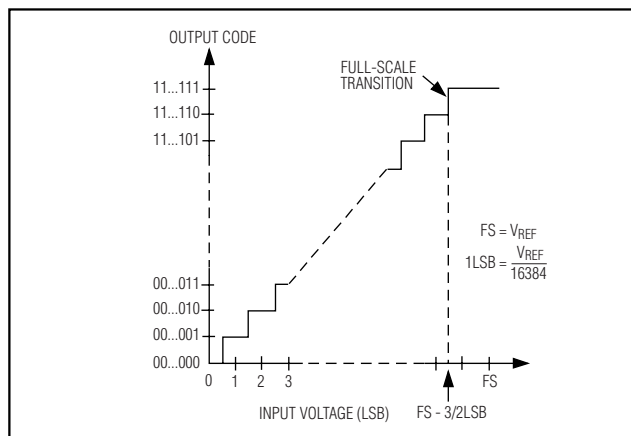 OUTPUT CODE
FULL-SCALE
TRANSITION
11...111
11...110
11...101
FS = VREF
1LSB = VREF
16384
00...011
00...010
00...001
00...000
0 1 2 3 FS
INPUT VOLTAGE (LSB) FS - 3/2LSB